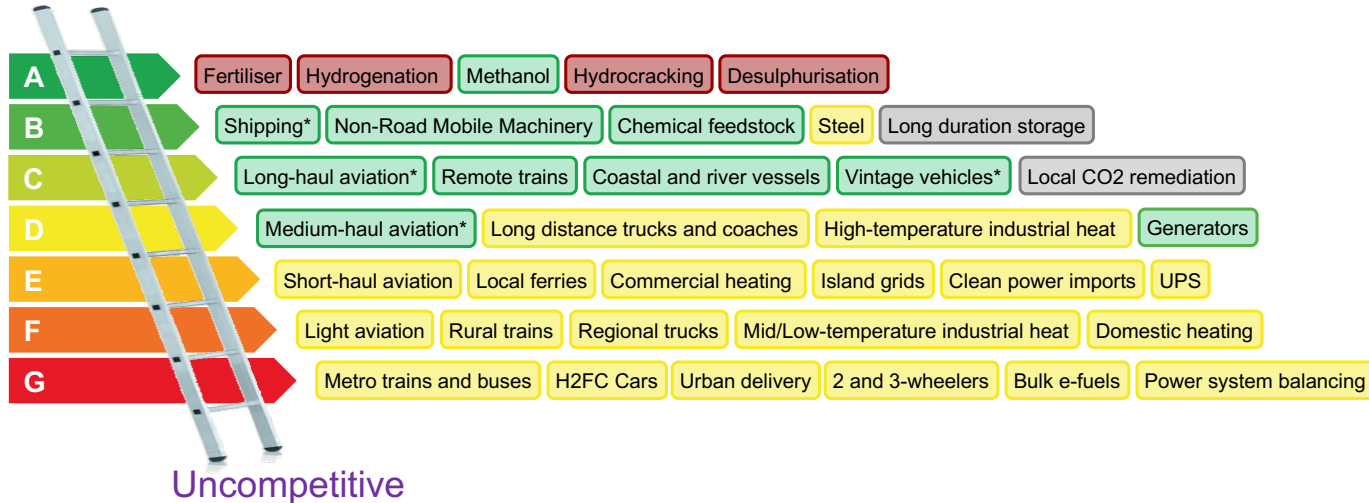 A Fertiliser Hydrogenation Methanol Hydrocracking Desulphurisation
B Shipping* Non-Road Mobile Machinery Chemical feedstock Steel Long duration storage
C Long-haul aviation* Remote trains Coastal and river vessels Vintage vehicles* Local CO2 remediation
D Medium-haul aviation* Long distance trucks and coaches High-temperature industrial heat Generators
E Short-haul aviation Local ferries Commercial heating Island grids Clean power imports UPS
F Light aviation Rural trains Regional trucks Mid/Low-temperature industrial heat Domestic heating
G Metro trains and buses H2FC Cars Urban delivery 2 and 3-wheelers Bulk e-fuels Power system balancing
Uncompetitive